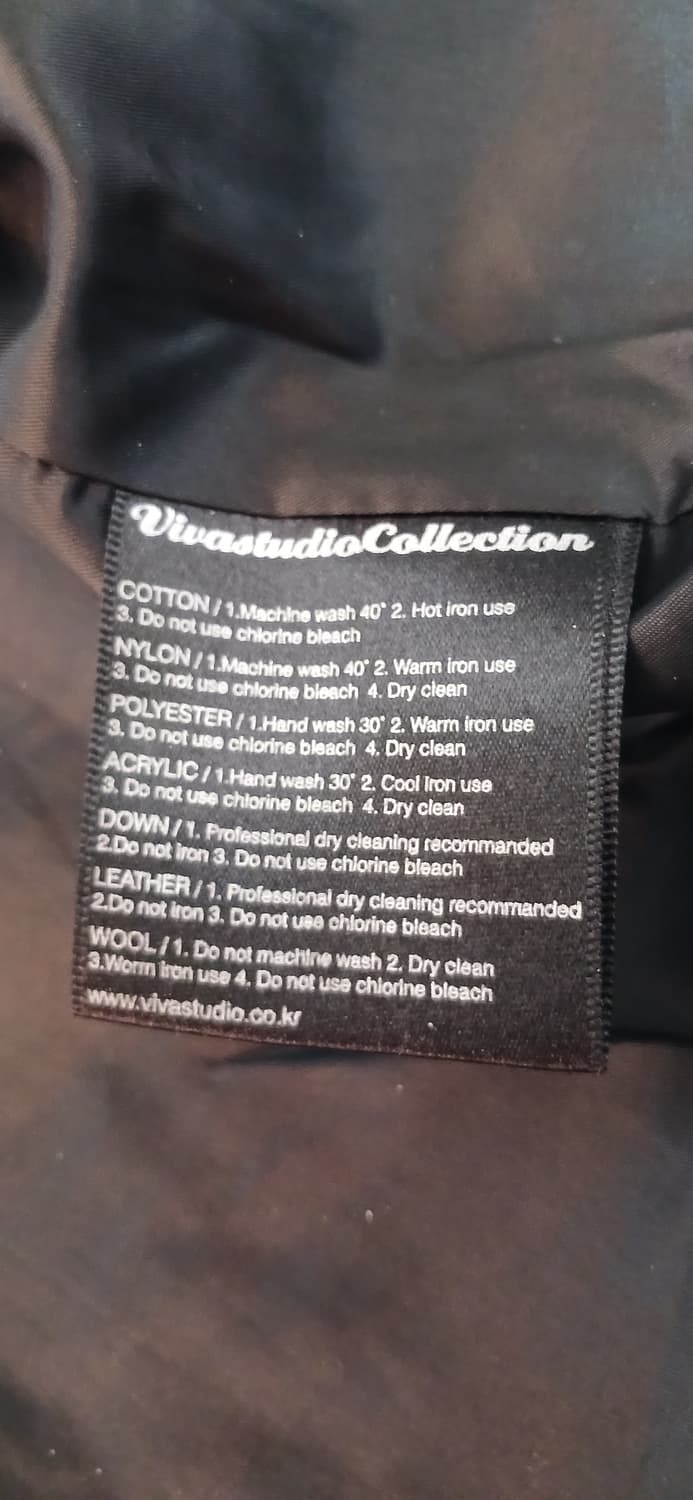 VivastudioCollection
COTTON / 1.Machine wash 40° 2. Hot iron use
3. Do not use chlorine bleach
NYLON / 1.Machine wash 40° 2. Warm iron use
3. Do not use chlorine bleach 4. Dry clean
POLYESTER / 1.Hand wash 30° 2. Warm iron use
3. Do not use chlorine bleach 4. Dry clean
ACRYLIC / 1.Hand wash 30° 2. Cool iron use
3. Do not use chlorine bleach 4. Dry clean
DOWN / 1. Professional dry cleaning recommanded
2.Do not iron 3. Do not use chlorine bleach
LEATHER / 1. Professional dry cleaning recommanded
2.Do not iron 3. Do not use chlorine bleach
WOOL / 1. Do not machine wash 2. Dry clean
3.Worm iron use 4. Do not use chlorine bleach
www.vivastudio.co.kr